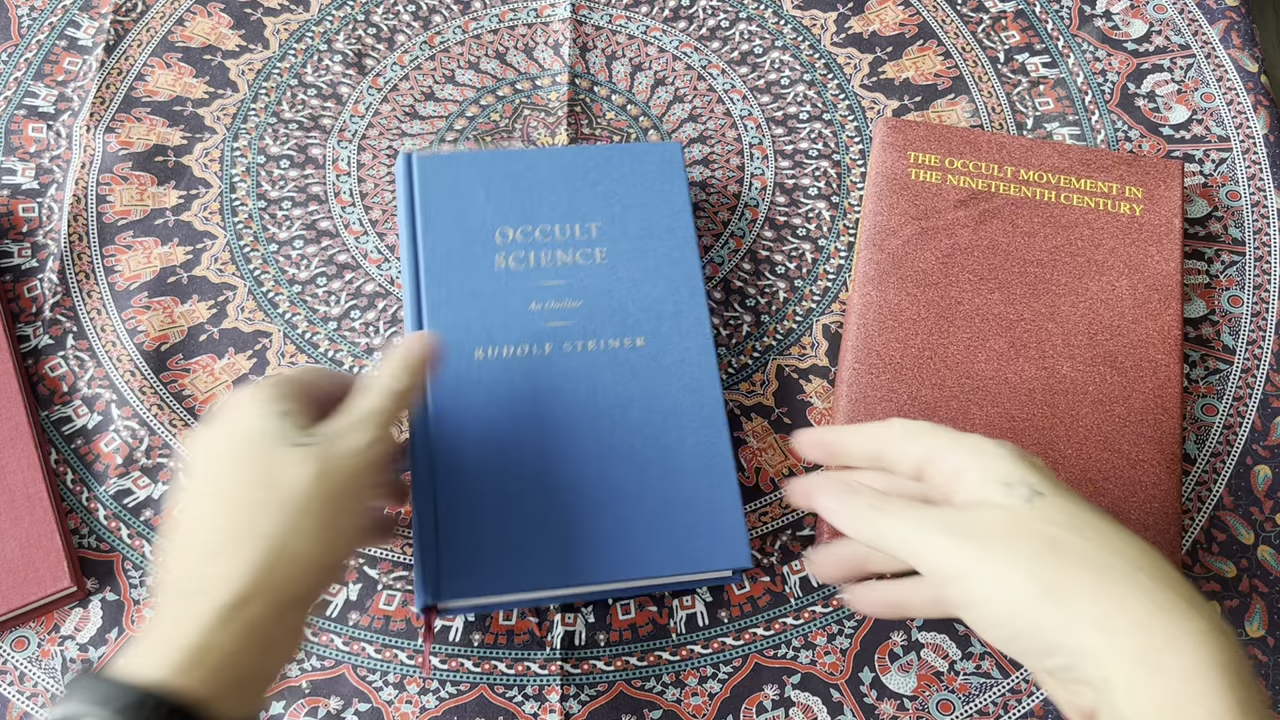 OCCULT
SCIENCE
An Outline
RUDOLF STEINER
THE OCCULT MOVEMENT IN
THE NINETEENTH CENTURY